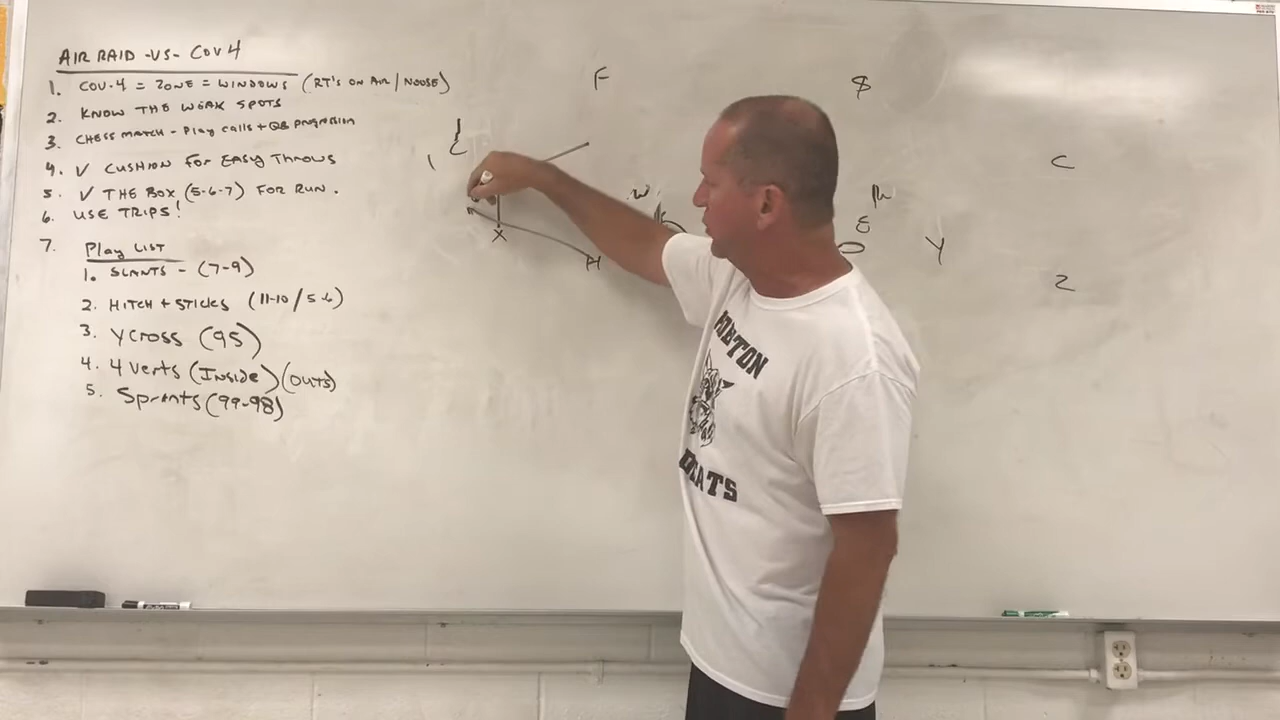 AIR RAID -VS- COV 4
1. COV-4 = ZONE = WINDOWS (RT'S ON AIR/NOOSE)
2. KNOW THE WEAK SPOTS
3. CHESS MATCH - Play calls + QB progression
4. ✓ CUSHION FOR EASY THROWS
5. ✓ THE BOX (5-6-7) FOR RUN.
6. USE TRIPS!
7. Play LIST
1. SLANTS - (7-9)
2. HITCH + STICKS (11-10/5-6)
3. YCROSS (95)
4. 4 Verts (INSIDE) (OUTS)
5. Sprints (99-98)
F $
C
W M
X H Y
Z